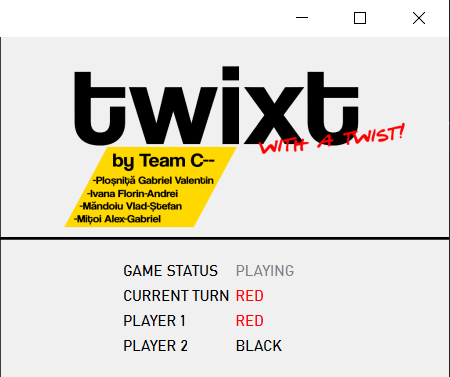 twixt
WITH A TWIST!
by Team C--
-Ploșniță Gabriel Valentin
-Ivana Florin-Andrei
-Măndoiu Vlad-Ștefan
-Mițoi Alex-Gabriel
GAME STATUS PLAYING
CURRENT TURN RED
PLAYER 1 RED
PLAYER 2 BLACK